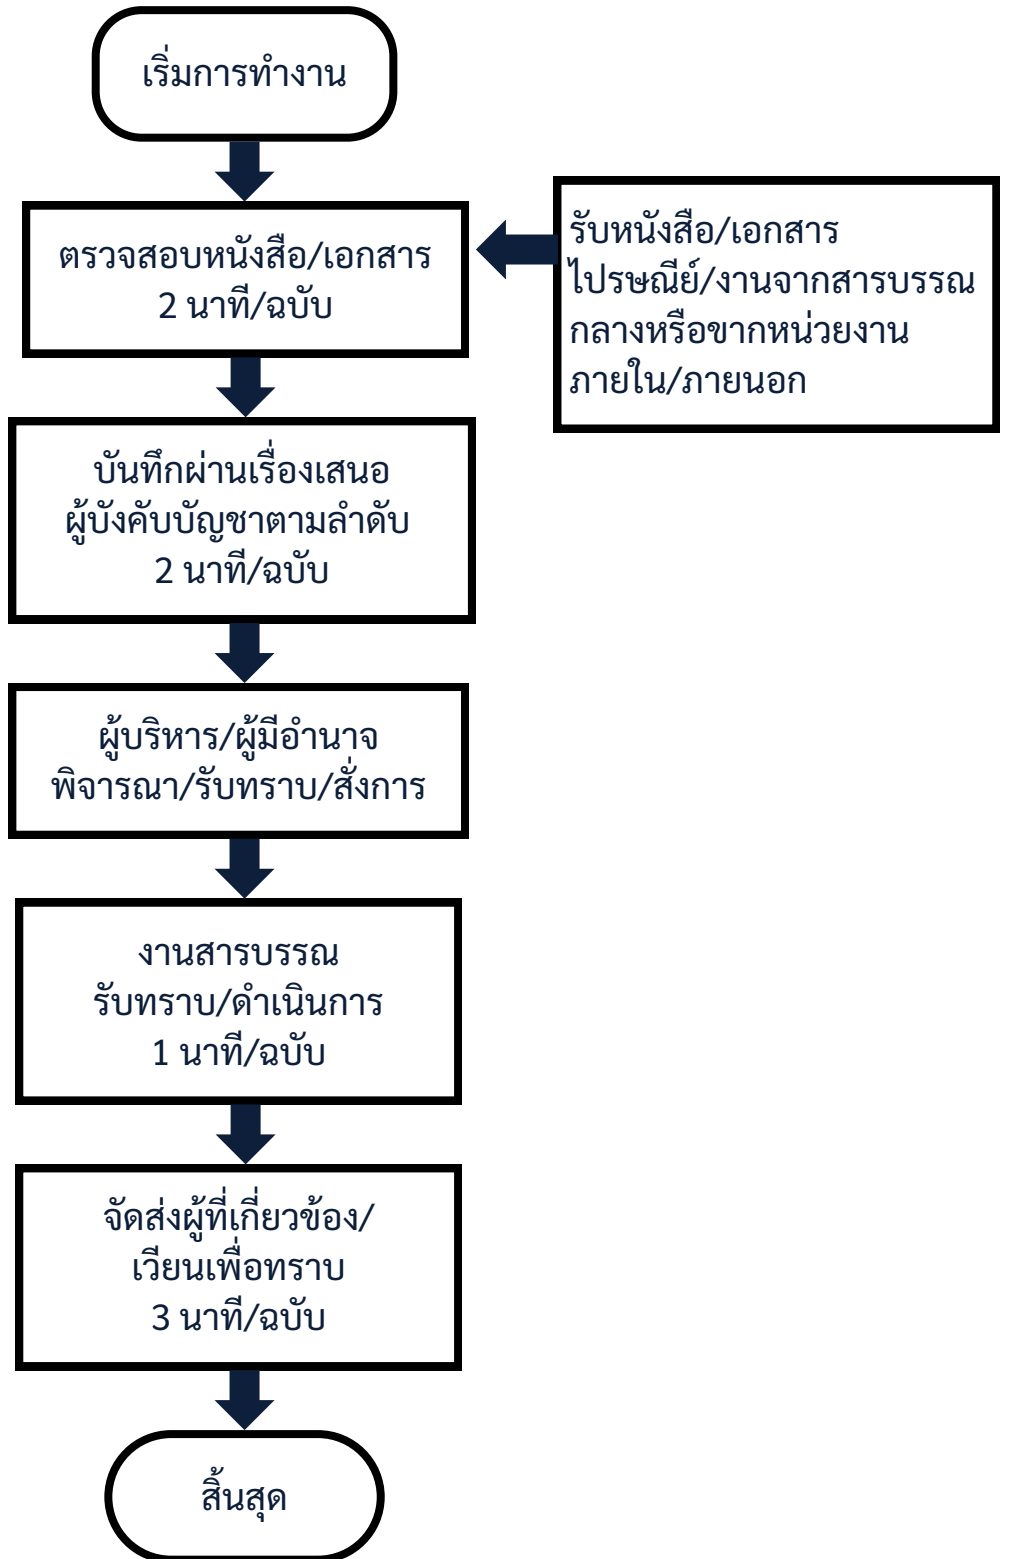 เริ่มการทำงาน
ตรวจสอบหนังสือ/เอกสาร
2 นาที/ฉบับ
รับหนังสือ/เอกสาร
ไปรษณีย์/งานจากสารบรรณ
กลางหรือขากหน่วยงาน
ภายใน/ภายนอก
บันทึกผ่านเรื่องเสนอ
ผู้บังคับบัญชาตามลำดับ
2 นาที/ฉบับ
ผู้บริหาร/ผู้มีอำนาจ
พิจารณา/รับทราบ/สั่งการ
งานสารบรรณ
รับทราบ/ดำเนินการ
1 นาที/ฉบับ
จัดส่งผู้ที่เกี่ยวข้อง/
เวียนเพื่อทราบ
3 นาที/ฉบับ
สิ้นสุด